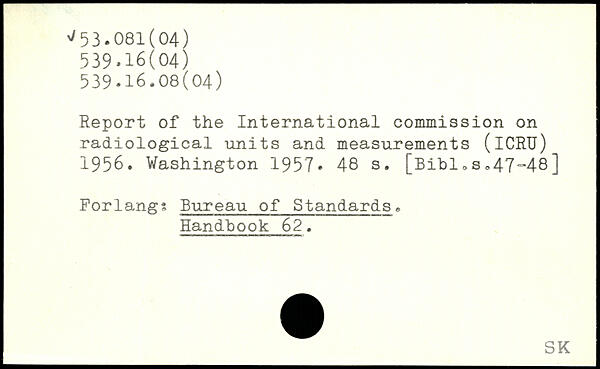 ✓53.081(04)
539.16(04)
539.16.08(04)
Report of the International commission on
radiological units and measurements (ICRU)
1956. Washington 1957. 48 s. [Bibl.s.47-48]
Forlang: Bureau of Standards.
Handbook 62.
SK